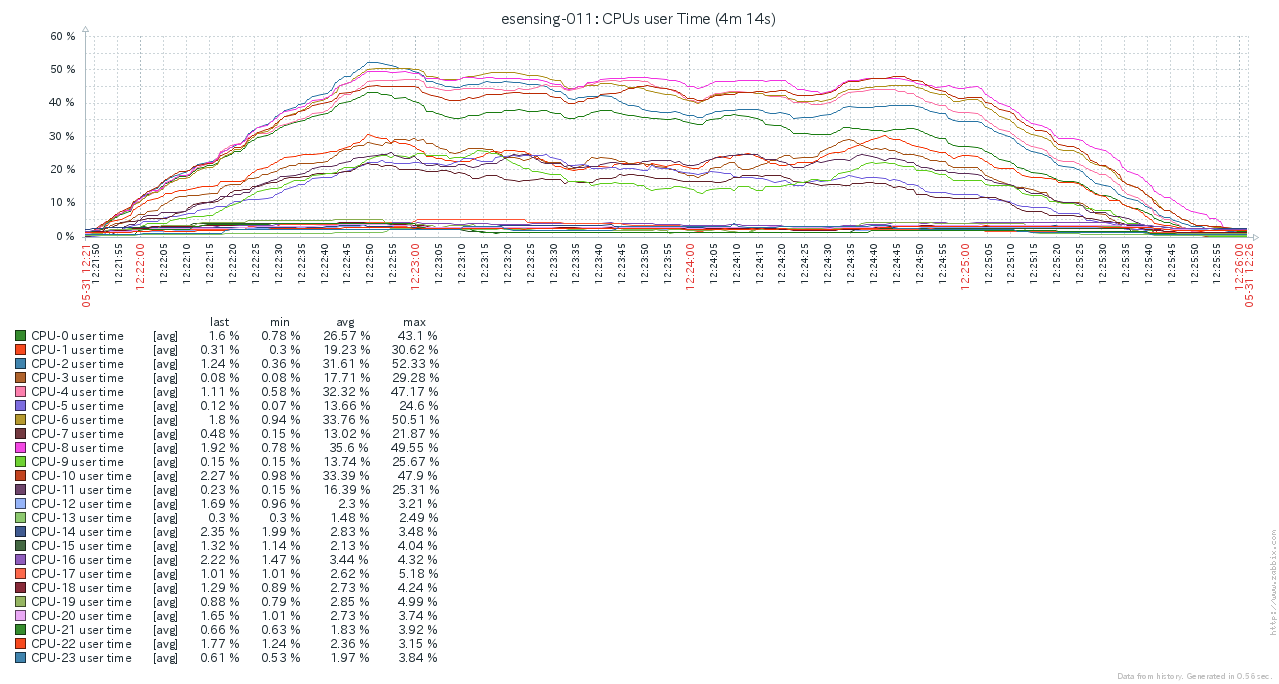 esensing-011: CPUs user Time (4m 14s)
60 %
50 %
40 %
30 %
20 %
10 %
0 %
12:21:50
12:21:55
12:22:00
12:22:05
12:22:10
12:22:15
12:22:20
12:22:25
12:22:30
12:22:35
12:22:40
12:22:45
12:22:50
12:22:55
12:23:00
12:23:05
12:23:10
12:23:15
12:23:20
12:23:25
12:23:30
12:23:35
12:23:40
12:23:45
12:23:50
12:23:55
12:24:00
12:24:05
12:24:10
12:24:15
12:24:20
12:24:25
12:24:30
12:24:35
12:24:40
12:24:45
12:24:50
12:24:55
12:25:00
12:25:05
12:25:10
12:25:15
12:25:20
12:25:25
12:25:30
12:25:35
12:25:40
12:25:45
12:25:50
12:25:55
12:26:00
05-31 12:26
last min avg max
CPU-0 user time [avg] 1.6 % 0.78 % 26.57 % 43.1 %
CPU-1 user time [avg] 0.31 % 0.3 % 19.23 % 30.62 %
CPU-2 user time [avg] 1.24 % 0.36 % 31.61 % 52.33 %
CPU-3 user time [avg] 0.08 % 0.08 % 17.71 % 29.28 %
CPU-4 user time [avg] 1.11 % 0.58 % 32.32 % 47.17 %
CPU-5 user time [avg] 0.12 % 0.07 % 13.66 % 24.6 %
CPU-6 user time [avg] 1.8 % 0.94 % 33.76 % 50.51 %
CPU-7 user time [avg] 0.48 % 0.15 % 13.02 % 21.87 %
CPU-8 user time [avg] 1.92 % 0.78 % 35.6 % 49.55 %
CPU-9 user time [avg] 0.15 % 0.15 % 13.74 % 25.67 %
CPU-10 user time [avg] 2.27 % 0.98 % 33.39 % 47.9 %
CPU-11 user time [avg] 0.23 % 0.15 % 16.39 % 25.31 %
CPU-12 user time [avg] 1.69 % 0.96 % 2.3 % 3.21 %
CPU-13 user time [avg] 0.3 % 0.3 % 1.48 % 2.49 %
CPU-14 user time [avg] 2.35 % 1.99 % 2.83 % 3.48 %
CPU-15 user time [avg] 1.32 % 1.14 % 2.13 % 4.04 %
CPU-16 user time [avg] 2.22 % 1.47 % 3.44 % 4.32 %
CPU-17 user time [avg] 1.01 % 1.01 % 2.62 % 5.18 %
CPU-18 user time [avg] 1.29 % 0.89 % 2.73 % 4.24 %
CPU-19 user time [avg] 0.88 % 0.79 % 2.85 % 4.99 %
CPU-20 user time [avg] 1.65 % 1.01 % 2.73 % 3.74 %
CPU-21 user time [avg] 0.66 % 0.63 % 1.83 % 3.92 %
CPU-22 user time [avg] 1.77 % 1.24 % 2.36 % 3.15 %
CPU-23 user time [avg] 0.61 % 0.53 % 1.97 % 3.84 %
http://www.zabbix.com
Data from history. Generated in 0.56 sec.